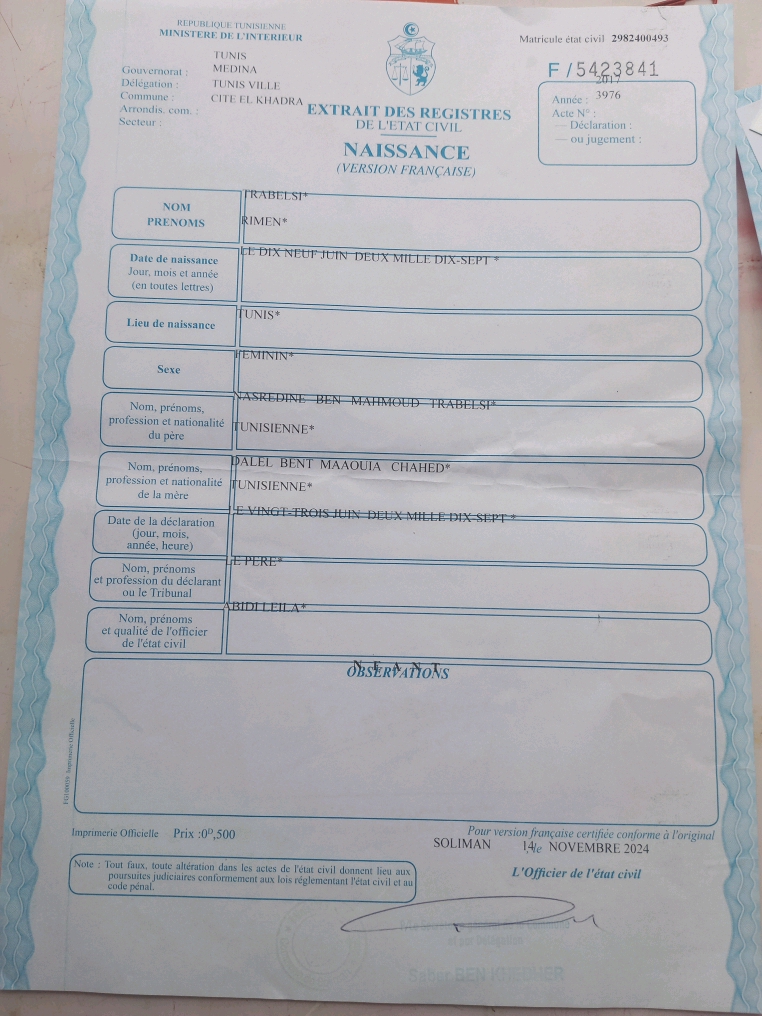 REPUBLIQUE TUNISIENNE
MINISTERE DE L'INTERIEUR
Matricule état civil 2982400493
Gouvernorat : TUNIS
Délégation : MEDINA
Commune : TUNIS VILLE
Arrondis. com. : CITE EL KHADRA
Secteur :
F / 5423841
Année : 2017
Acte N° : 3976
— Déclaration :
— ou jugement :
EXTRAIT DES REGISTRES
DE L'ETAT CIVIL
NAISSANCE
(VERSION FRANÇAISE)
NOM
PRENOMS
TRABELSI*
RIMEN*
Date de naissance
Jour, mois et année
(en toutes lettres)
LE DIX NEUF JUIN DEUX MILLE DIX-SEPT *
Lieu de naissance
TUNIS*
Sexe
FEMININ*
Nom, prénoms,
profession et nationalité
du père
NASREDINE BEN MAHMOUD TRABELSI*
TUNISIENNE*
Nom, prénoms,
profession et nationalité
de la mère
DALEL BENT MAAOUIA CHAHED*
TUNISIENNE*
Date de la déclaration
(jour, mois,
année, heure)
LE VINGT-TROIS JUIN DEUX MILLE DIX-SEPT *
Nom, prénoms
et profession du déclarant
ou le Tribunal
LE PERE*
Nom, prénoms
et qualité de l'officier
de l'état civil
ABIDI LEILA*
OBSERVATIONS
NEANT
Imprimerie Officielle Prix :0ᴰ,500
Pour version française certifiée conforme à l'original
SOLIMAN le 14 NOVEMBRE 2024
L'Officier de l'état civil
Note : Tout faux, toute altération dans les actes de l'état civil donnent lieu aux
poursuites judiciaires conformement aux lois réglementant l'état civil et au
code pénal.
et par délégation
Saber BEN KHEDHER